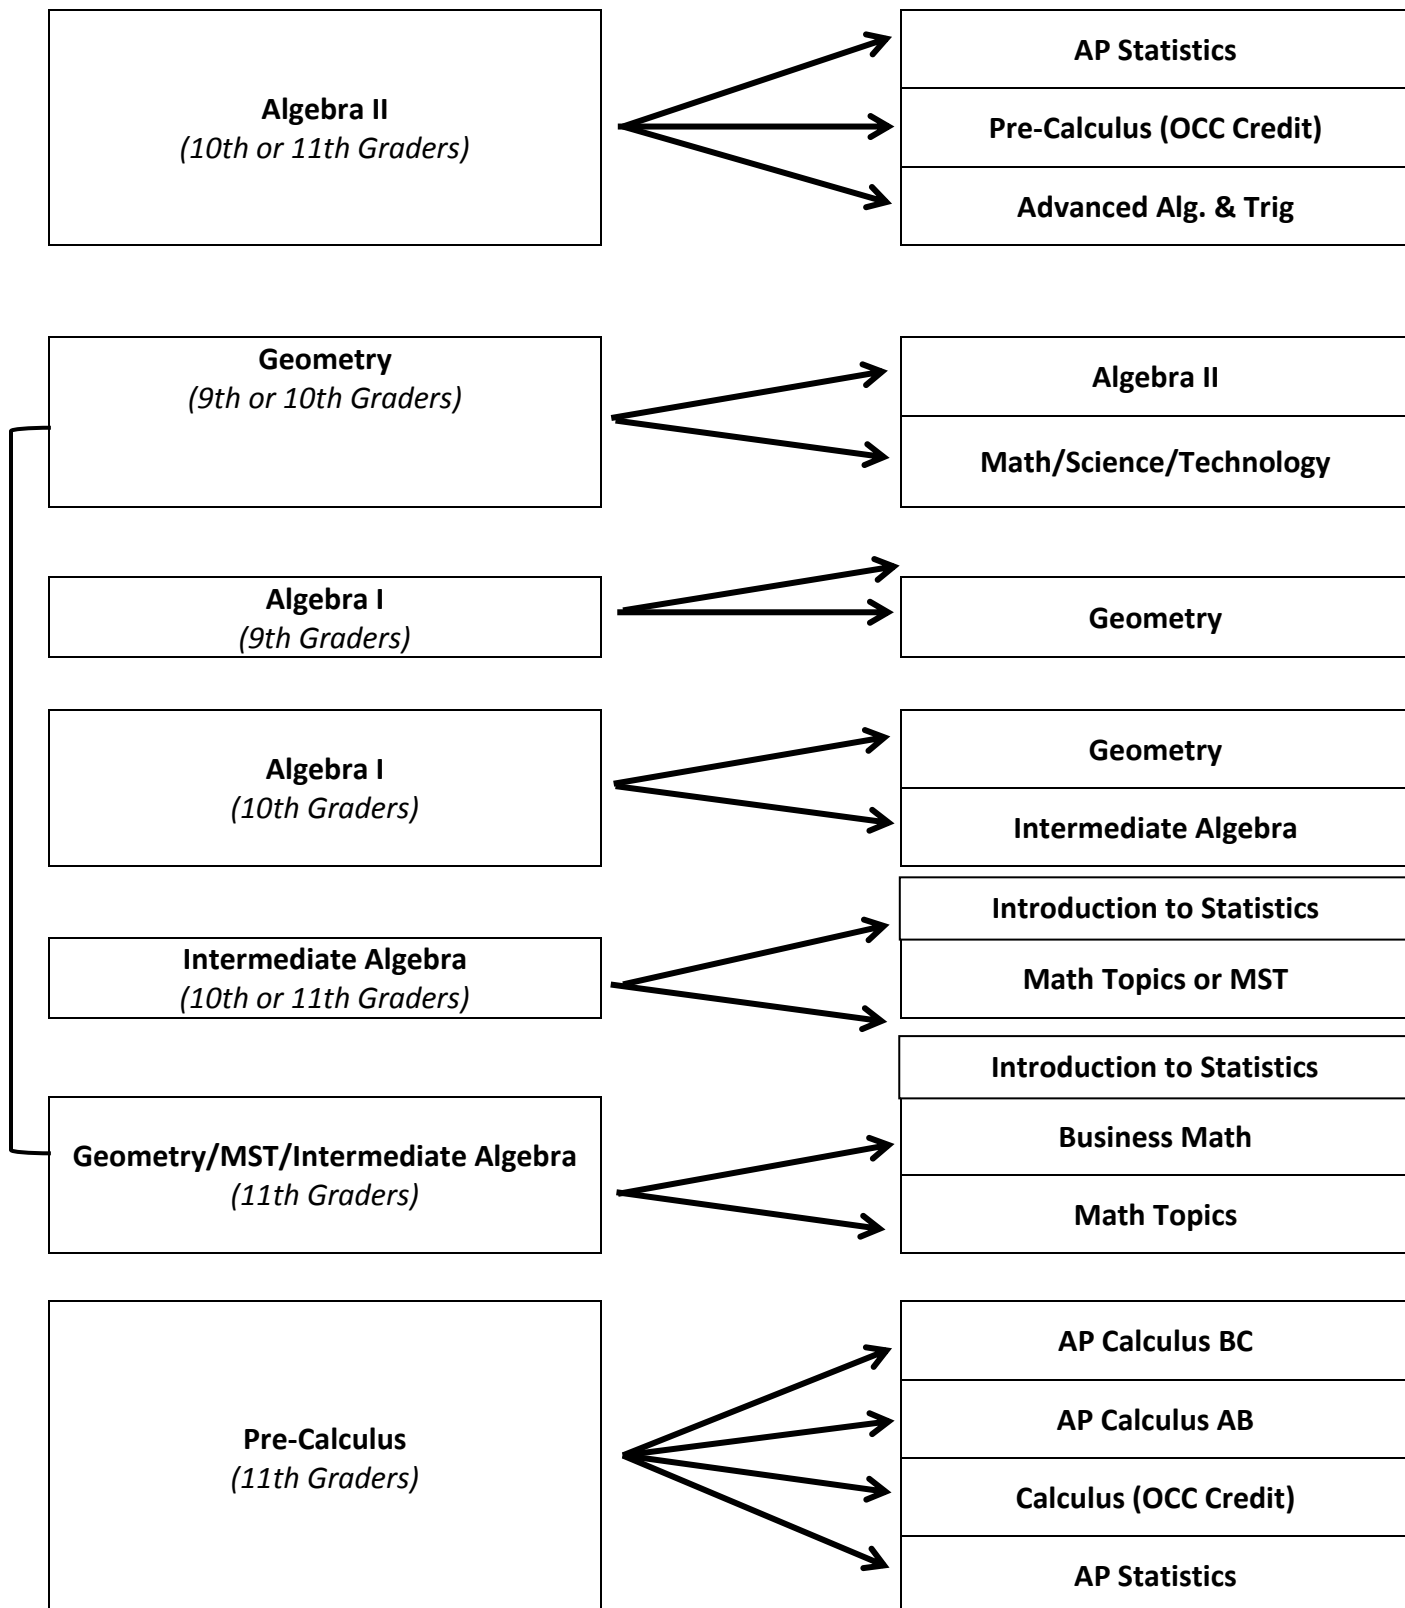 Algebra II
(10th or 11th Graders)
AP Statistics
Pre-Calculus (OCC Credit)
Advanced Alg. & Trig
Geometry
(9th or 10th Graders)
Algebra II
Math/Science/Technology
Algebra I
(9th Graders)
Geometry
Algebra I
(10th Graders)
Geometry
Intermediate Algebra
Intermediate Algebra
(10th or 11th Graders)
Introduction to Statistics
Math Topics or MST
Geometry/MST/Intermediate Algebra
(11th Graders)
Introduction to Statistics
Business Math
Math Topics
Pre-Calculus
(11th Graders)
AP Calculus BC
AP Calculus AB
Calculus (OCC Credit)
AP Statistics